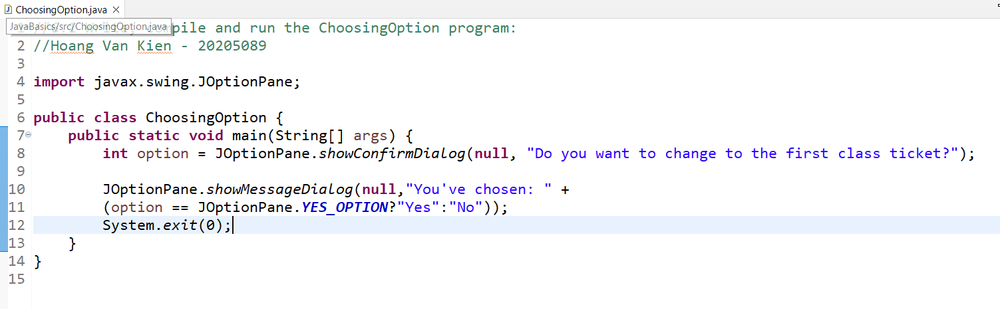 ChoosingOption.java
JavaBasics/src/ChoosingOption.java
1 compile and run the ChoosingOption program:
2 //Hoang Van Kien - 20205089
3
4 import javax.swing.JOptionPane;
5
6 public class ChoosingOption {
7 public static void main(String[] args) {
8 int option = JOptionPane.showConfirmDialog(null, "Do you want to change to the first class ticket?");
9
10 JOptionPane.showMessageDialog(null,"You've chosen: " +
11 (option == JOptionPane.YES_OPTION?"Yes":"No"));
12 System.exit(0);
13 }
14 }
15